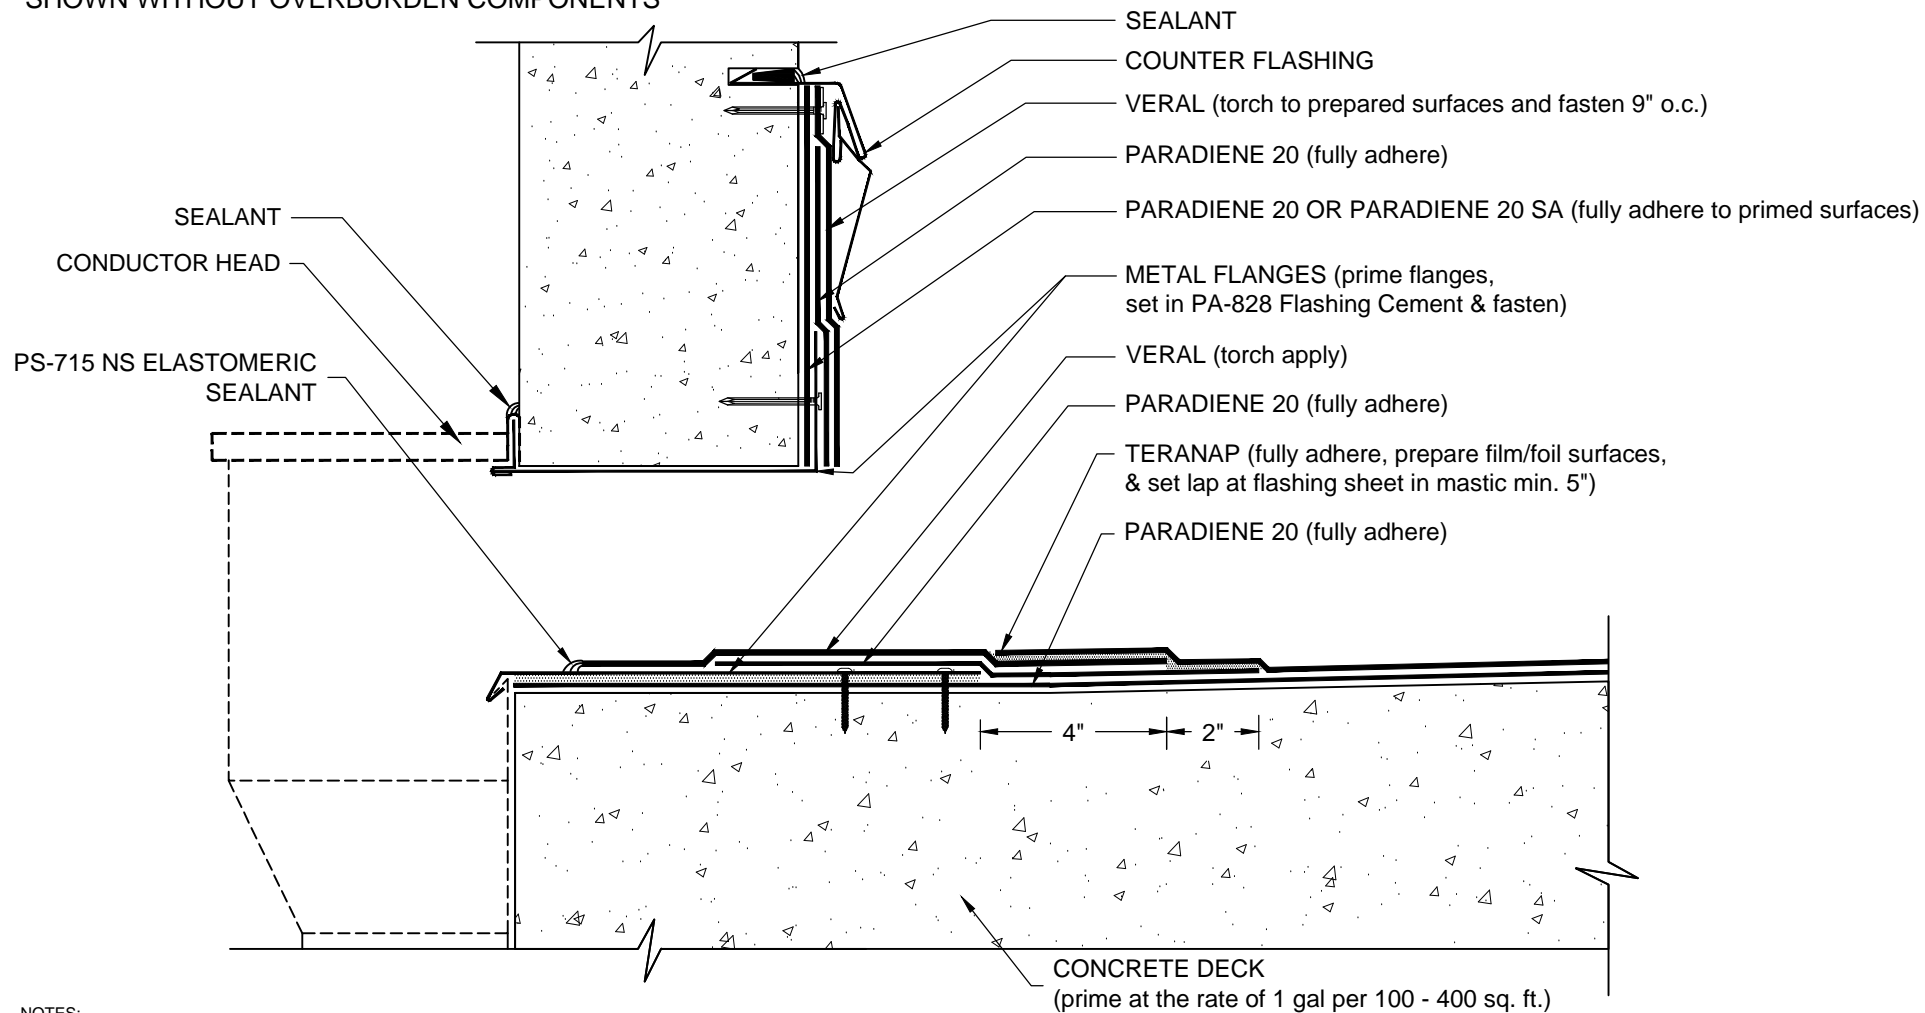 SHOWN WITHOUT OVERBURDEN COMPONENTS
SEALANT
COUNTER FLASHING
VERAL (torch to prepared surfaces and fasten 9" o.c.)
PARADIENE 20 (fully adhere)
PARADIENE 20 OR PARADIENE 20 SA (fully adhere to primed surfaces)
METAL FLANGES (prime flanges,
set in PA-828 Flashing Cement & fasten)
VERAL (torch apply)
PARADIENE 20 (fully adhere)
TERANAP (fully adhere, prepare film/foil surfaces,
& set lap at flashing sheet in mastic min. 5")
PARADIENE 20 (fully adhere)
SEALANT
CONDUCTOR HEAD
PS-715 NS ELASTOMERIC
SEALANT
4"
2"
CONCRETE DECK
(prime at the rate of 1 gal per 100 - 400 sq. ft.)
NOTES: